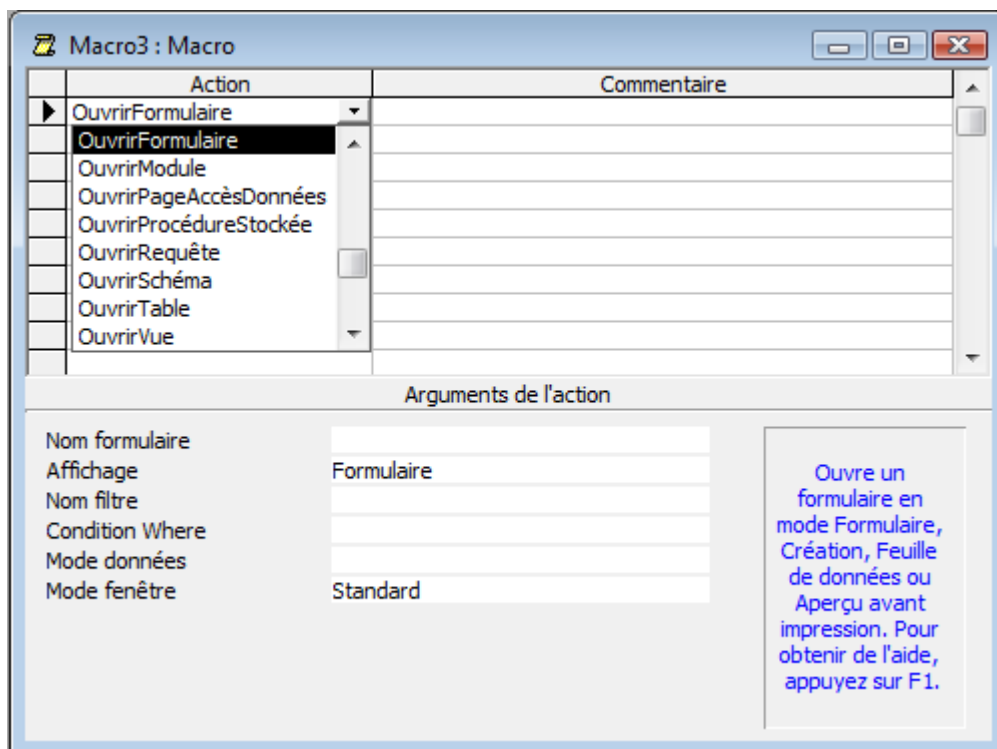 Macro3 : Macro
Action Commentaire
OuvrirFormulaire
OuvrirFormulaire
OuvrirModule
OuvrirPageAccèsDonnées
OuvrirProcédureStockée
OuvrirRequête
OuvrirSchéma
OuvrirTable
OuvrirVue
Arguments de l'action
Nom formulaire
Affichage Formulaire
Nom filtre
Condition Where
Mode données
Mode fenêtre Standard
Ouvre un
formulaire en
mode Formulaire,
Création, Feuille
de données ou
Aperçu avant
impression. Pour
obtenir de l'aide,
appuyez sur F1.